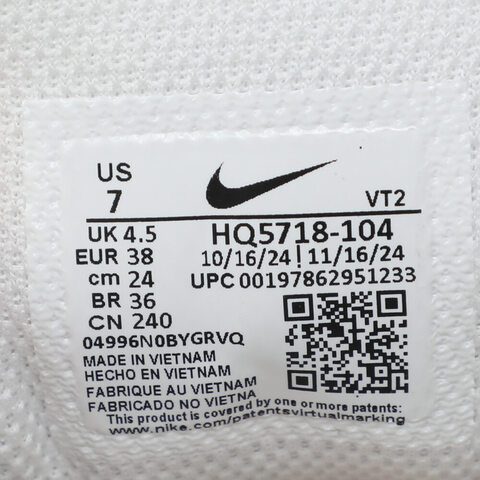 US
7
VT2
UK 4.5
EUR 38
cm 24
BR 36
CN 240
HQ5718-104
10/16/24 | 11/16/24
UPC 00197862951233
04996N0BYGRVQ
MADE IN VIETNAM
HECHO EN VIETNAM
FABRIQUE AU VIETNAM
FABRICADO NO VIETNA
This product is covered by one or more patents:
www.nike.com/patentsvirtualmarking